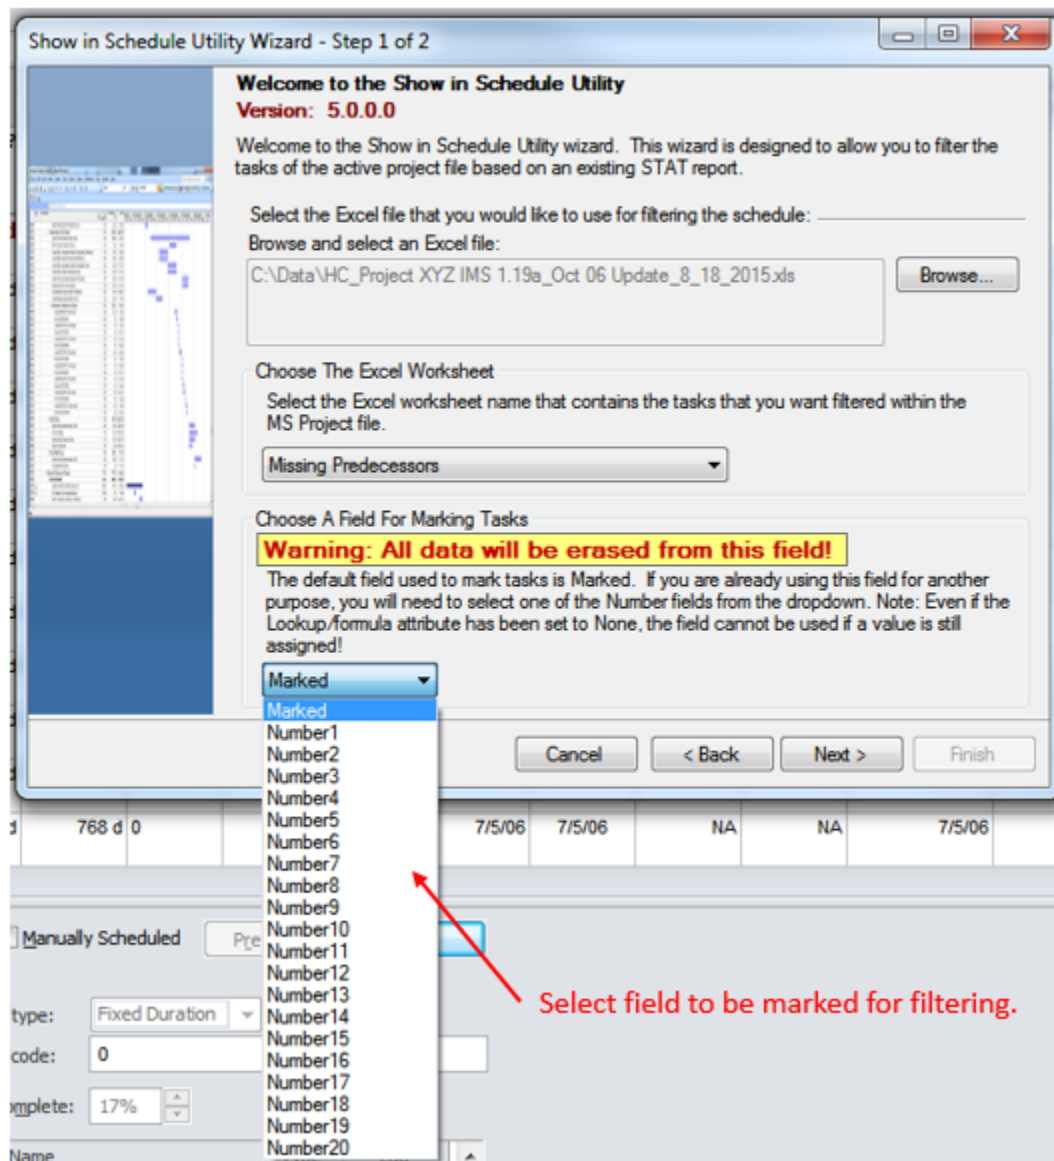 Show in Schedule Utility Wizard - Step 1 of 2
Welcome to the Show in Schedule Utility
Version: 5.0.0.0
Welcome to the Show in Schedule Utility wizard. This wizard is designed to allow you to filter the
tasks of the active project file based on an existing STAT report.
Select the Excel file that you would like to use for filtering the schedule:
Browse and select an Excel file:
C:\Data\HC_Project XYZ IMS 1.19a_Oct 06 Update_8_18_2015.xls
Browse...
Choose The Excel Worksheet
Select the Excel worksheet name that contains the tasks that you want filtered within the
MS Project file.
Missing Predecessors
Choose A Field For Marking Tasks
Warning: All data will be erased from this field!
The default field used to mark tasks is Marked. If you are already using this field for another
purpose, you will need to select one of the Number fields from the dropdown. Note: Even if the
Lookup/formula attribute has been set to None, the field cannot be used if a value is still
assigned!
Marked
Marked
Number1
Number2
Number3
Number4
Number5
Number6
Number7
Number8
Number9
Number10
Number11
Number12
Number13
Number14
Number15
Number16
Number17
Number18
Number19
Number20
Cancel
< Back
Next >
Finish
768 d 0 7/5/06 7/5/06 NA NA 7/5/06
Manually Scheduled
Pre
type: Fixed Duration
code: 0
omplete: 17%
Name
Select field to be marked for filtering.